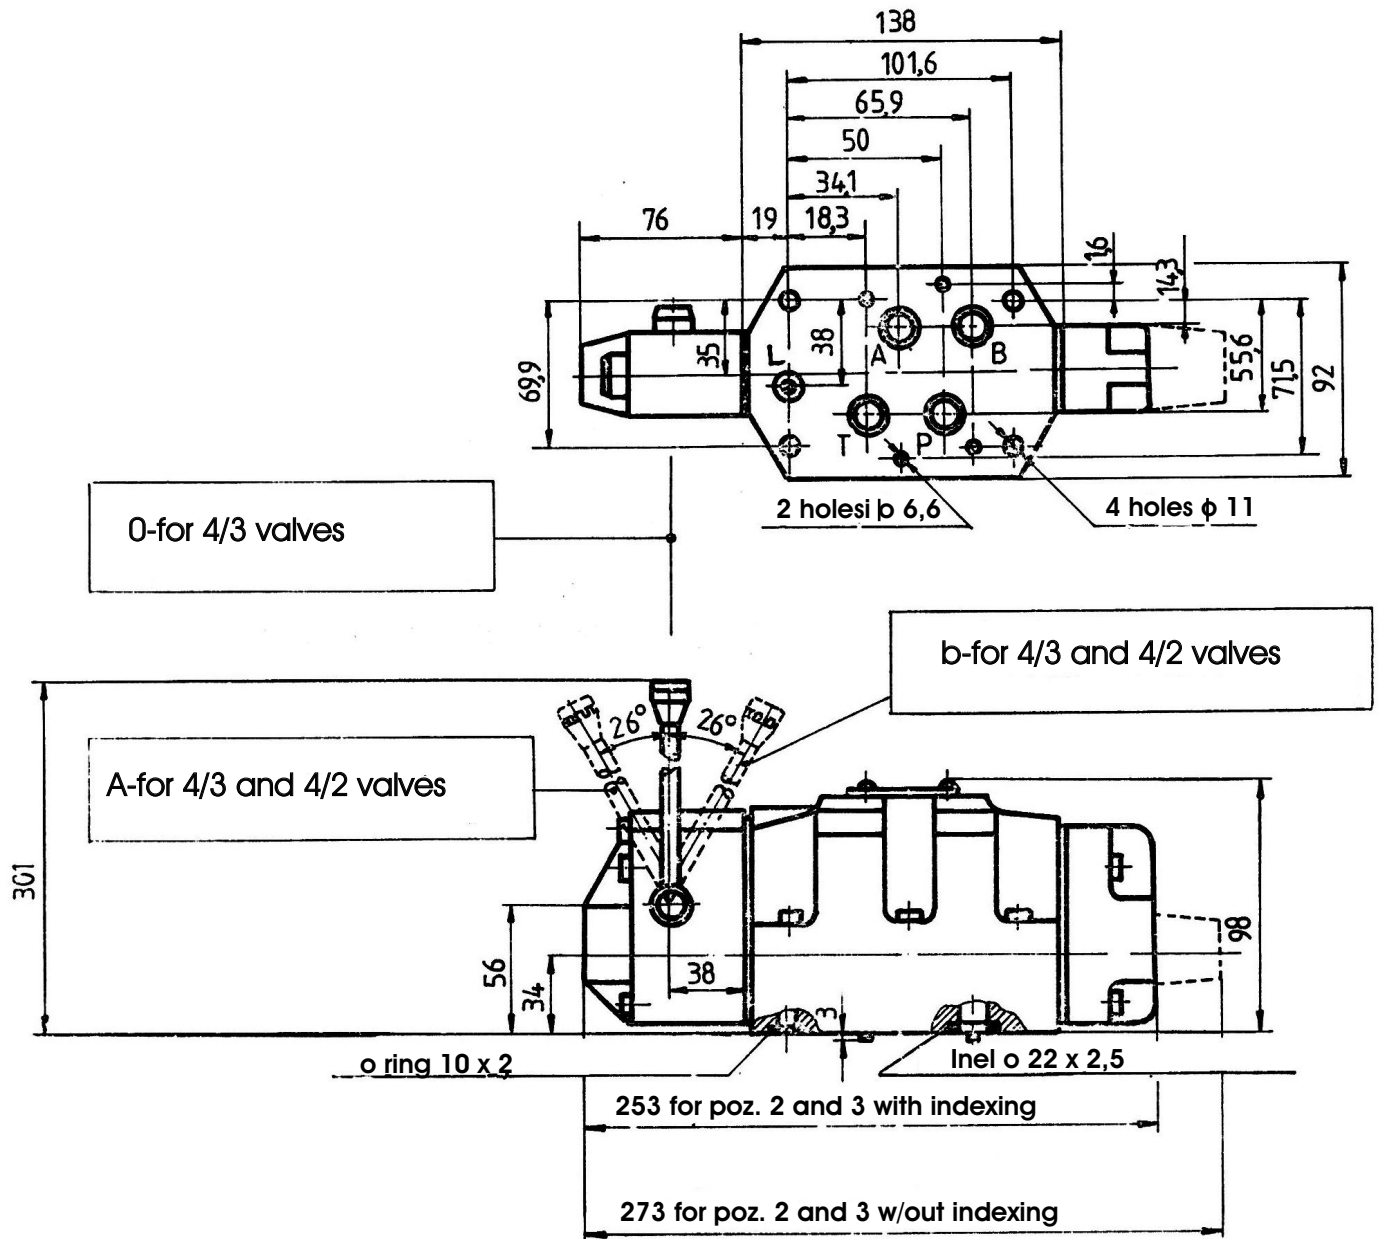 138
101,6
65,9
50
34,1
76
19
18,3
1,6
14,3
69,9
35
38
L
A
B
T
P
55,6
71,5
92
2 holesi þ 6,6
4 holes ϕ 11
0-for 4/3 valves
b-for 4/3 and 4/2 valves
26°
26°
A-for 4/3 and 4/2 valves
301
56
34
38
3
98
o ring 10 x 2
Inel o 22 x 2,5
253 for poz. 2 and 3 with indexing
273 for poz. 2 and 3 w/out indexing